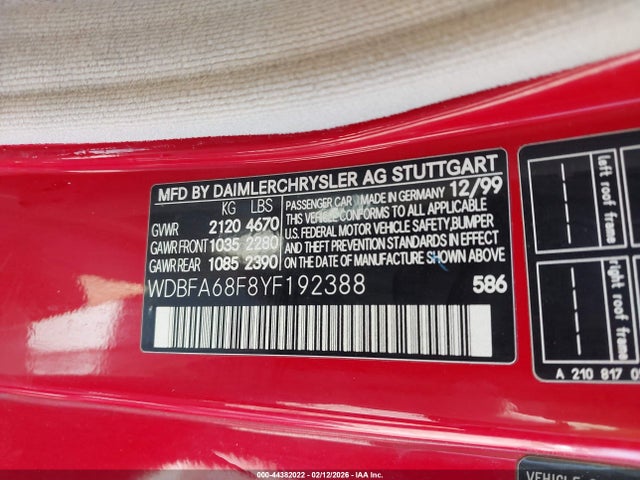 MFD BY DAIMLERCHRYSLER AG STUTTGART
KG LBS
GVWR 2120 4670
GAWR FRONT 1035 2280
GAWR REAR 1085 2390
PASSENGER CAR / MADE IN GERMANY 12/99
THIS VEHICLE CONFORMS TO ALL APPLICABLE
U.S. FEDERAL MOTOR VEHICLE SAFETY, BUMPER
AND THEFT PREVENTION STANDARDS IN EFFECT
ON THE DATE OF MANUFACTURE SHOWN ABOVE
WDBFA68F8YF192388
586
left roof frame
right roof frame
A 210 817
VEHICLE
000-44382022 02/12/2026 - IAA Inc.